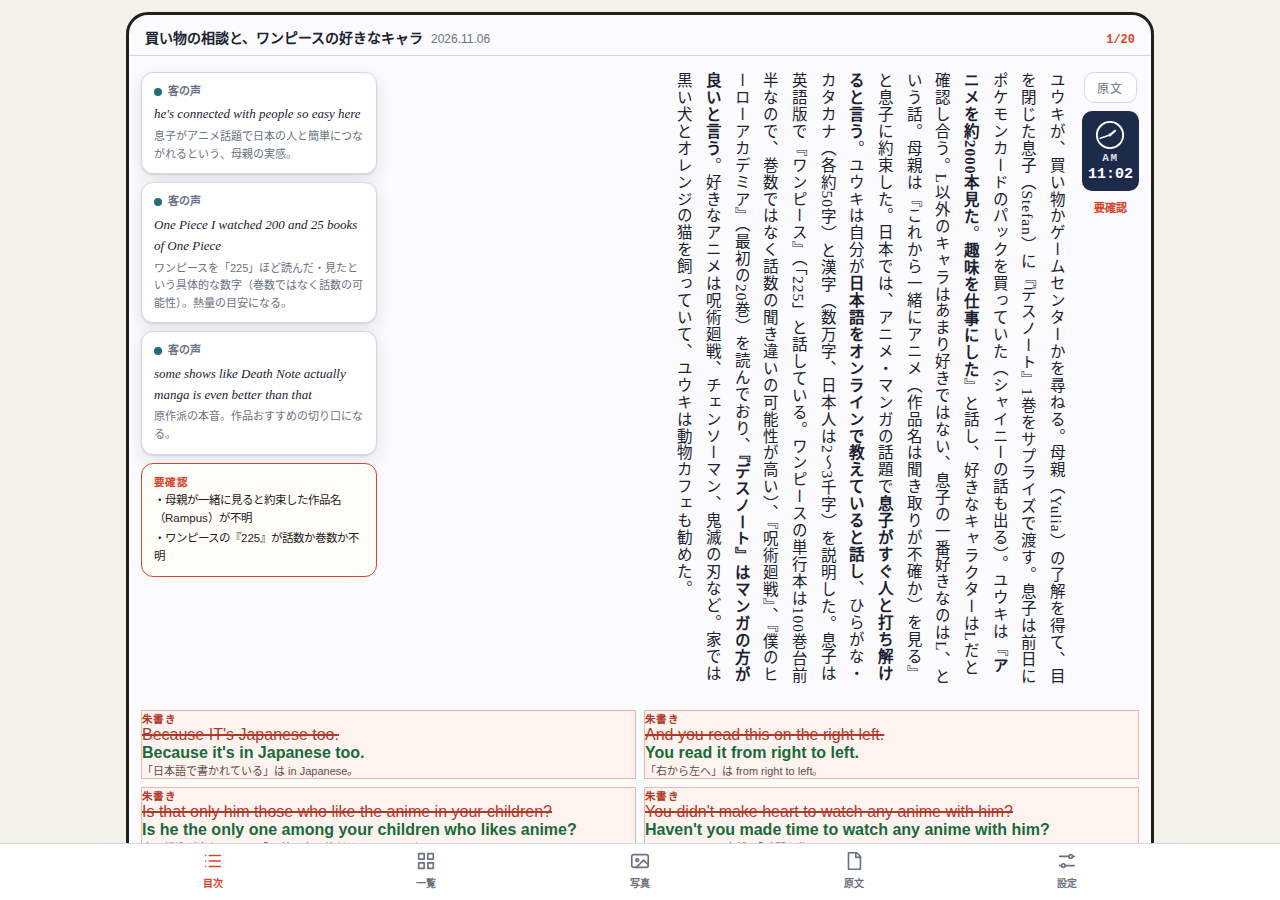 買い物の相談と、ワンピースの好きなキャラ 2026.11.06
1/20
客の声
he's connected with people so easy here
息子がアニメ話題で日本の人と簡単につな
がれるという、母親の実感。
客の声
One Piece I watched 200 and 25 books
of One Piece
ワンピースを「225」ほど読んだ・見たと
いう具体的な数字（巻数ではなく話数の可
能性）。熱量の目安になる。
客の声
some shows like Death Note actually
manga is even better than that
原作派の本音。作品おすすめの切り口にな
る。
要確認
・母親が一緒に見ると約束した作品名
（Rampus）が不明
・ワンピースの『225』が話数か巻数か不
明
原文
AM
11:02
要確認
ユウキが、買い物かゲームセンターかを尋ねる。母親（Yulia）の了解を得て、目
を閉じた息子（Stefan）に『デスノート』1巻をサプライズで渡す。息子は前日に
ポケモンカードのパックを買っていた（シャイニーの話も出る）。ユウキは『ア
ニメを約2000本見た。趣味を仕事にした』と話し、好きなキャラクターはLだと
確認し合う。L以外のキャラはあまり好きではない、息子の一番好きなのはL、と
いう話。母親は『これから一緒にアニメ（作品名は聞き取りが不確か）を見る』
と息子に約束した。日本では、アニメ・マンガの話題で息子がすぐ人と打ち解け
ると言う。ユウキは自分が日本語をオンラインで教えていると話し、ひらがな・
カタカナ（各約50字）と漢字（数万字、日本人は2〜3千字）を説明した。息子は
英語版で『ワンピース』（「225」と話している。ワンピースの単行本は100巻台前
半なので、巻数ではなく話数の聞き違いの可能性が高い）、『呪術廻戦』、『僕のヒ
ーローアカデミア』（最初の20巻）を読んでおり、『デスノート』はマンガの方が
良いと言う。好きなアニメは呪術廻戦、チェンソーマン、鬼滅の刃など。家では
黒い犬とオレンジの猫を飼っていて、ユウキは動物カフェも勧めた。
朱書き
Because IT's Japanese too.
Because it's in Japanese too.
「日本語で書かれている」は in Japanese。
朱書き
And you read this on the right left.
You read it from right to left.
「右から左へ」は from right to left。
朱書き
Is that only him those who like the anime in your children?
Is he the only one among your children who likes anime?
朱書き
You didn't make heart to watch any anime with him?
Haven't you made time to watch any anime with him?
目次
一覧
写真
原文
設定